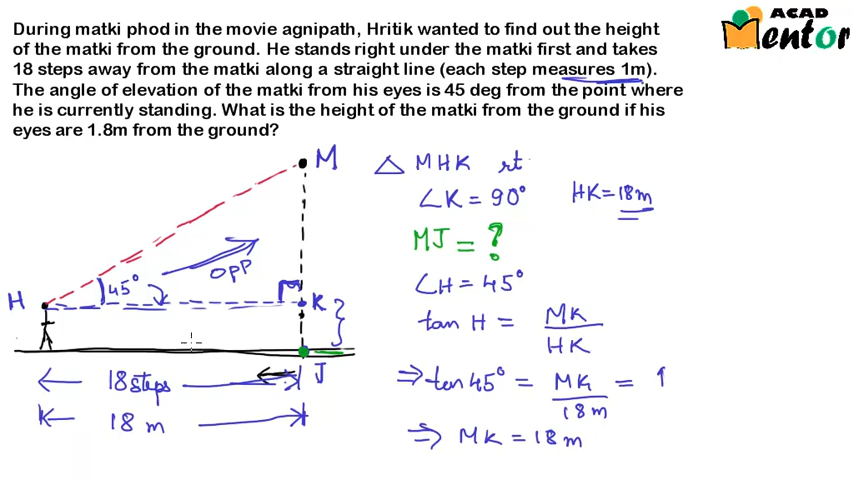 During matki phod in the movie agnipath, Hritik wanted to find out the height
of the matki from the ground. He stands right under the matki first and takes
18 steps away from the matki along a straight line (each step measures 1m).
The angle of elevation of the matki from his eyes is 45 deg from the point where
he is currently standing. What is the height of the matki from the ground if his
eyes are 1.8m from the ground?
ACAD
Mentor
M
△ MHK rt
∠K = 90°
HK = 18m
MJ = ?
OPP
∠H = 45°
H
45°
K
tan H = MK / HK
J
18 steps
⇒ tan 45° = MK / 18m = 1
18 m
⇒ MK = 18m